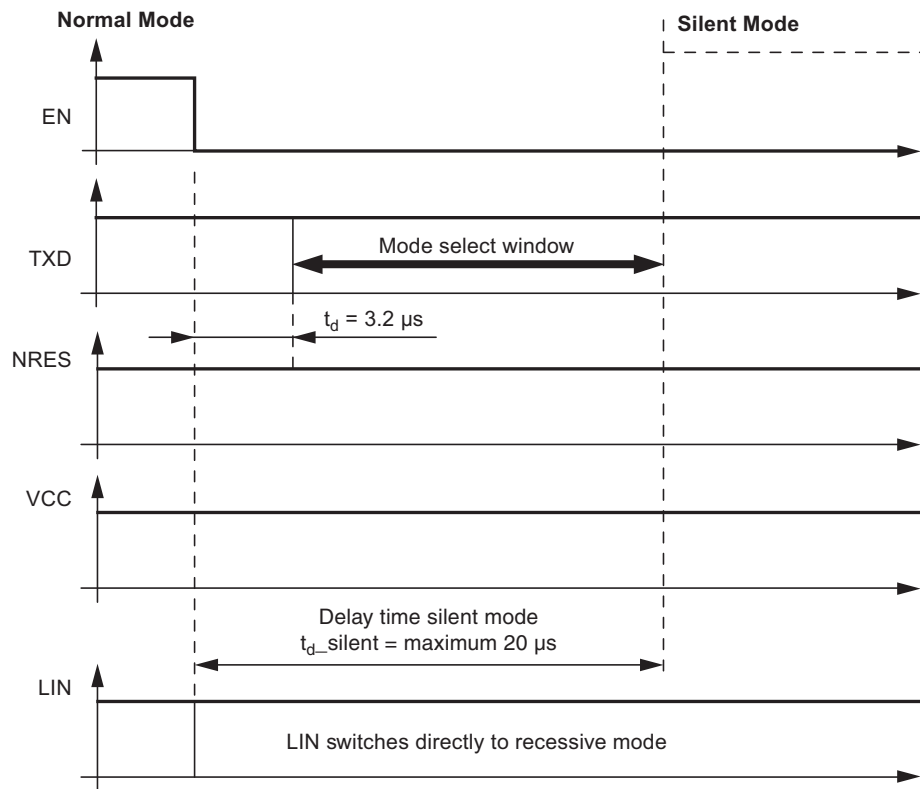 Normal Mode
Silent Mode
EN
TXD
Mode select window
t_d = 3.2 µs
NRES
VCC
Delay time silent mode
t_d_silent = maximum 20 µs
LIN
LIN switches directly to recessive mode